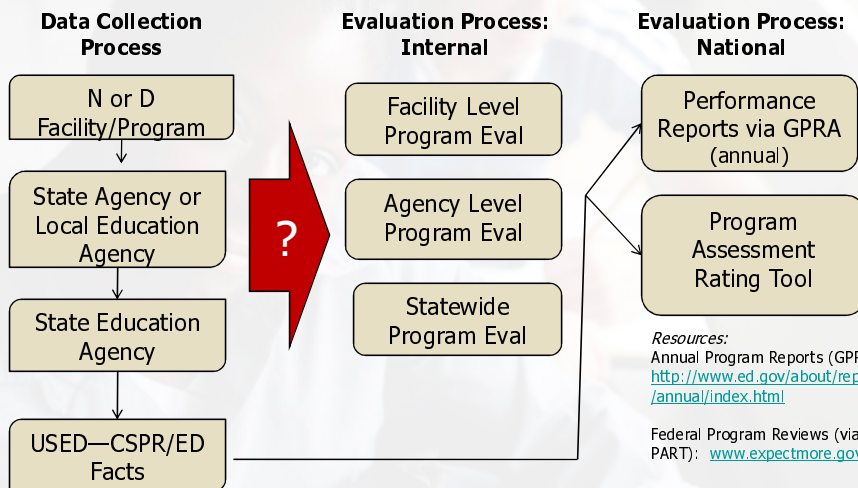 Data Collection
Process
N or D
Facility/Program
State Agency or
Local Education
Agency
State Education
Agency
USED—CSPR/ED
Facts
?
Evaluation Process:
Internal
Facility Level
Program Eval
Agency Level
Program Eval
Statewide
Program Eval
Evaluation Process:
National
Performance
Reports via GPRA
(annual)
Program
Assessment
Rating Tool
Resources:
Annual Program Reports (GPR
http://www.ed.gov/about/rep
/annual/index.html
Federal Program Reviews (via
PART): www.expectmore.gov